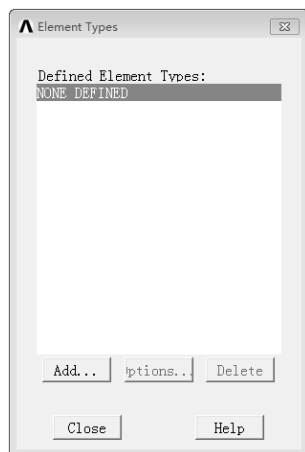 Element Types
Defined Element Types:
NONE DEFINED
Add... ptions... Delete
Close Help